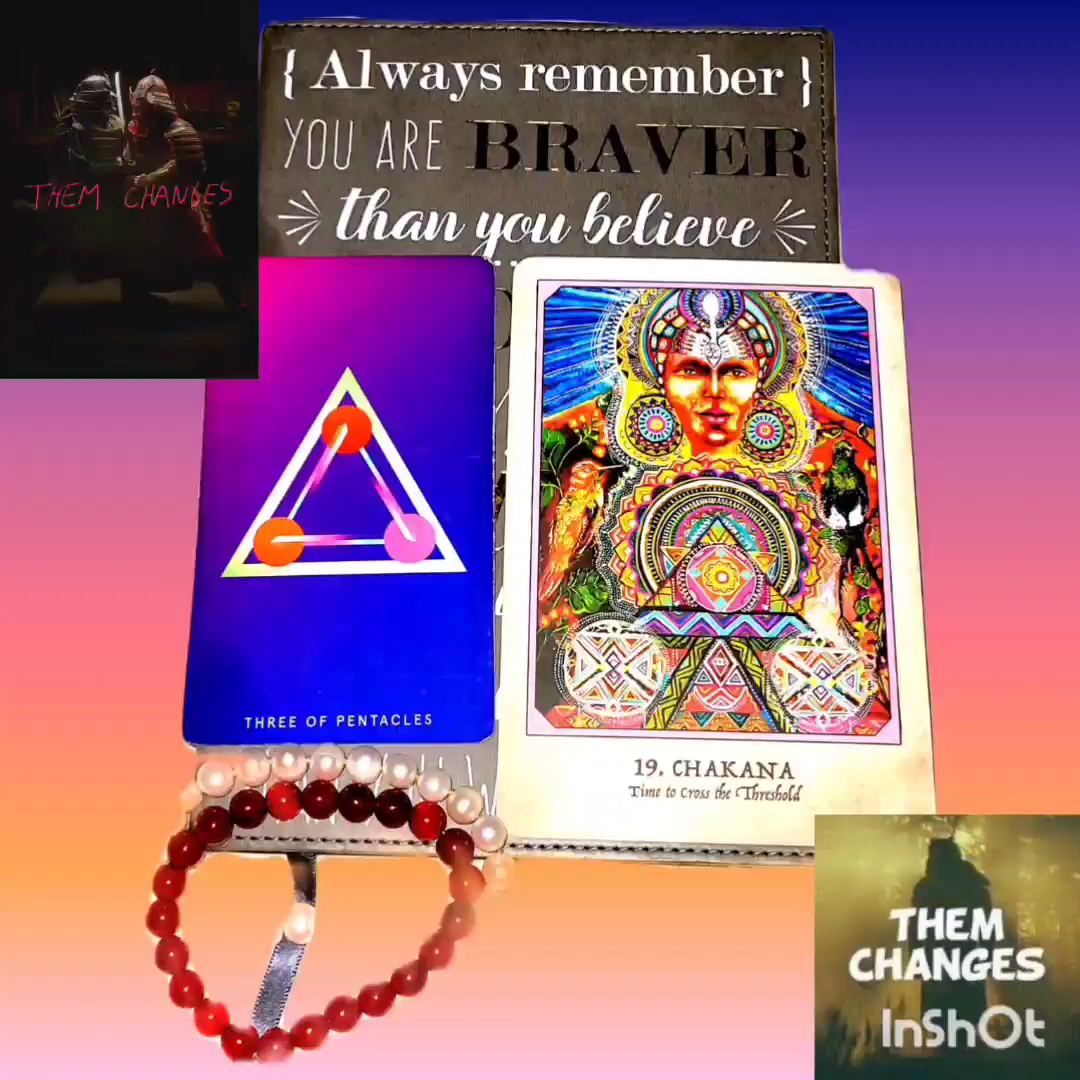 { Always remember }
YOU ARE BRAVER
than you believe
THEM CHANGES
THREE OF PENTACLES
19. CHAKANA
Time to Cross the Threshold
THEM
CHANGES
InShOt